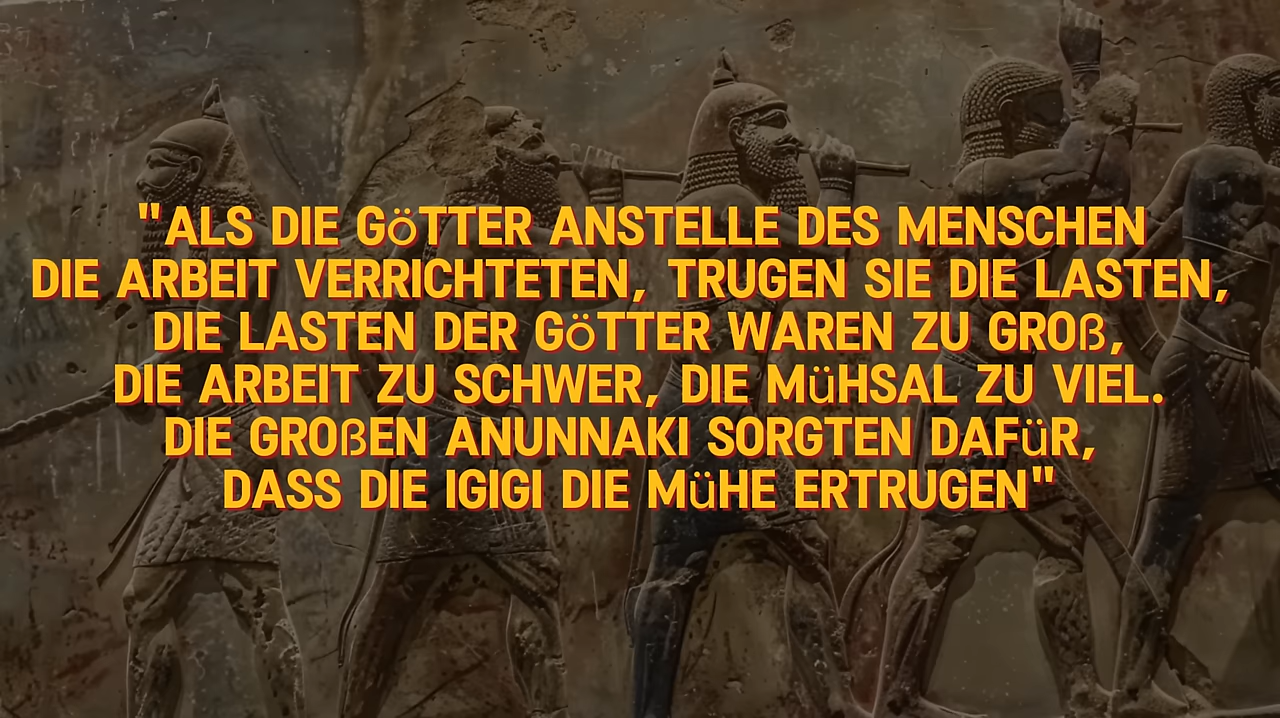 "ALS DIE GöTTER ANSTELLE DES MENSCHEN
DIE ARBEIT VERRICHTETEN, TRUGEN SIE DIE LASTEN,
DIE LASTEN DER GöTTER WAREN ZU GROß,
DIE ARBEIT ZU SCHWER, DIE MüHSAL ZU VIEL.
DIE GROßEN ANUNNAKI SORGTEN DAFüR,
DASS DIE IGIGI DIE MüHE ERTRUGEN"